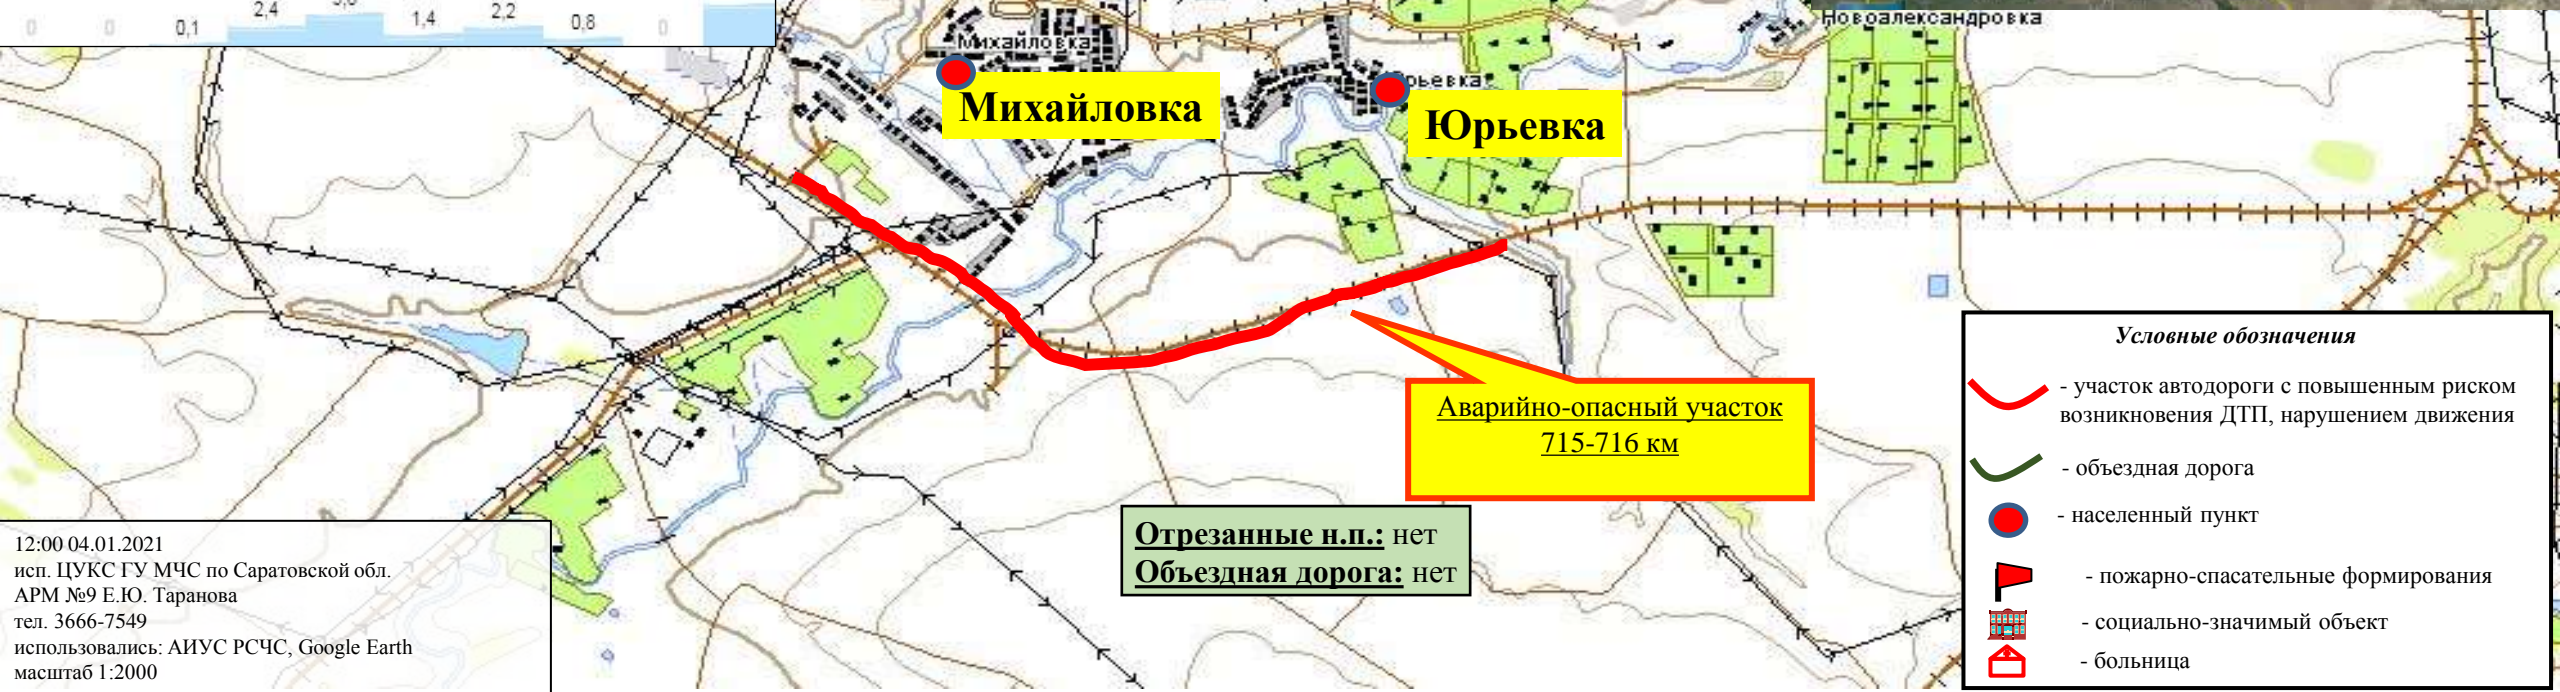 0 0 0,1 2,4 1,4 2,2 0,8 0
Новоалександровка
Михайловка
Михайловка
Юрьевка
Аварийно-опасный участок
715-716 км
Отрезанные н.п.: нет
Объездная дорога: нет
12:00 04.01.2021
исп. ЦУКС ГУ МЧС по Саратовской обл.
АРМ №9 Е.Ю. Таранова
тел. 3666-7549
использовались: АИУС РСЧС, Google Earth
масштаб 1:2000
Условные обозначения
- участок автодороги с повышенным риском
возникновения ДТП, нарушением движения
- объездная дорога
- населенный пункт
- пожарно-спасательные формирования
- социально-значимый объект
- больница